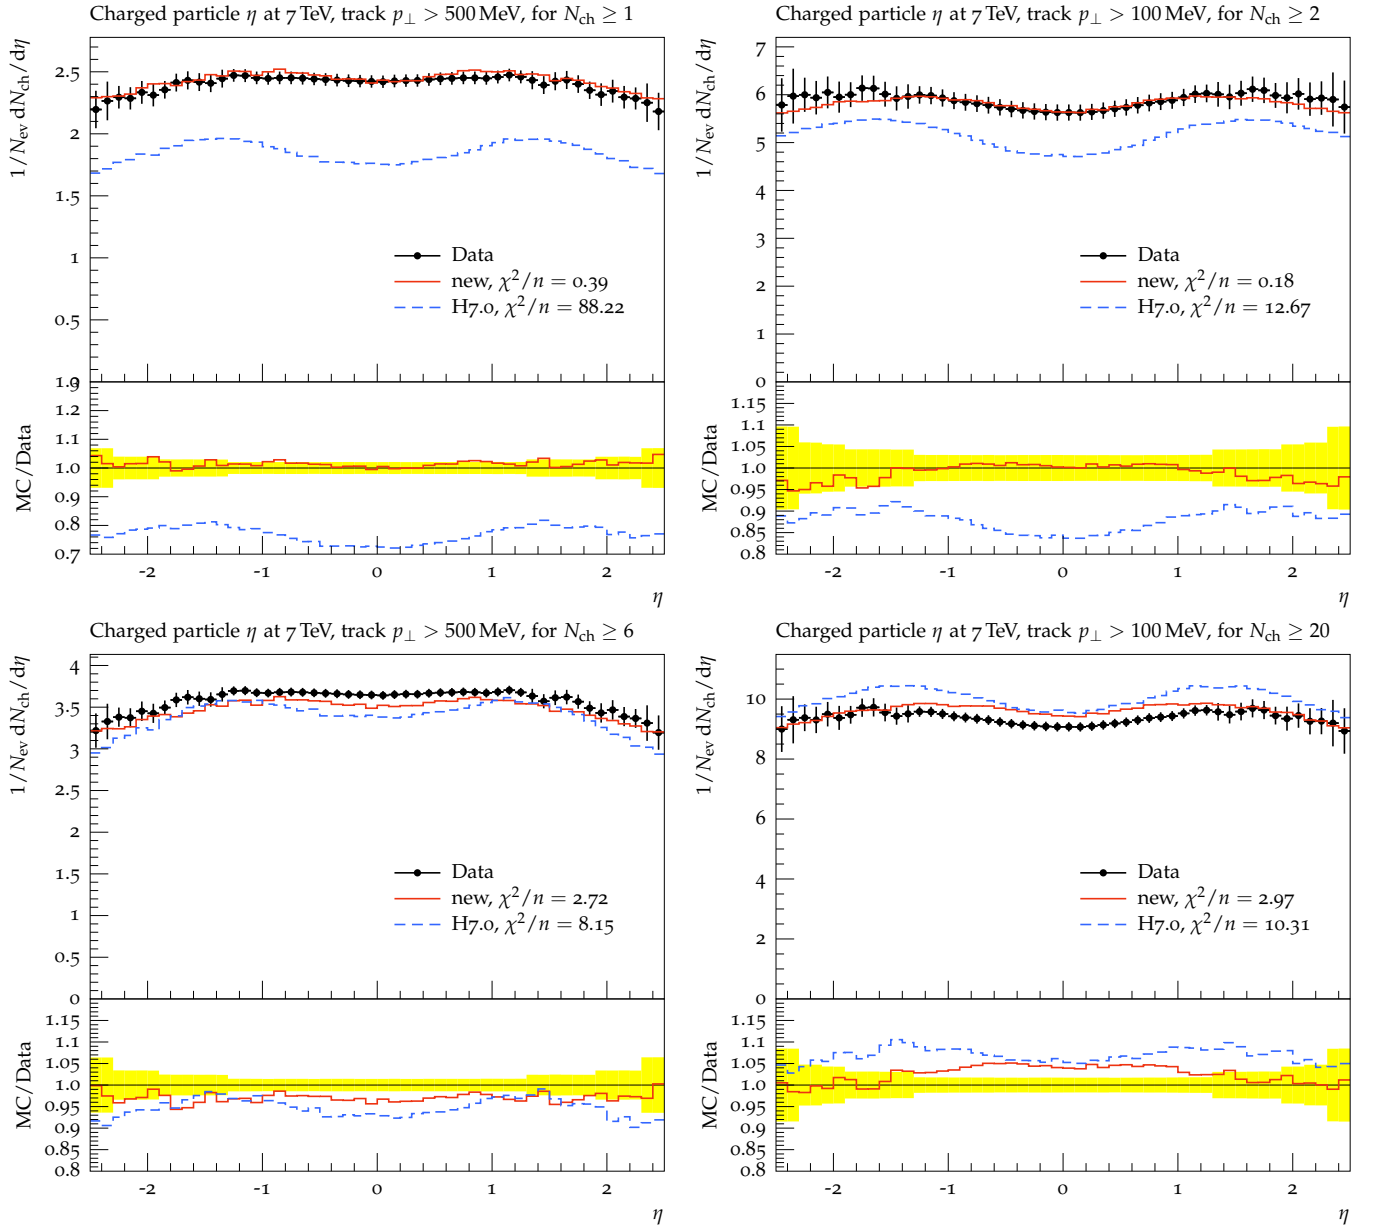 Charged particle η at 7 TeV, track p⊥ > 500 MeV, for Nch ≥ 1
1/Nev dNch/dη
2.5
2
1.5
1
0.5
0
Data
new, χ²/n = 0.39
H7.0, χ²/n = 88.22
MC/Data
1.3
1.2
1.1
1.0
0.9
0.8
0.7
-2 -1 0 1 2
η
Charged particle η at 7 TeV, track p⊥ > 100 MeV, for Nch ≥ 2
1/Nev dNch/dη
7
6
5
4
3
2
1
0
Data
new, χ²/n = 0.18
H7.0, χ²/n = 12.67
MC/Data
1.15
1.1
1.05
1.0
0.95
0.9
0.85
0.8
-2 -1 0 1 2
η
Charged particle η at 7 TeV, track p⊥ > 500 MeV, for Nch ≥ 6
1/Nev dNch/dη
4
3.5
3
2.5
2
1.5
1
0.5
0
Data
new, χ²/n = 2.72
H7.0, χ²/n = 8.15
MC/Data
1.15
1.1
1.05
1.0
0.95
0.9
0.85
0.8
-2 -1 0 1 2
η
Charged particle η at 7 TeV, track p⊥ > 100 MeV, for Nch ≥ 20
1/Nev dNch/dη
10
8
6
4
2
0
Data
new, χ²/n = 2.97
H7.0, χ²/n = 10.31
MC/Data
1.15
1.1
1.05
1.0
0.95
0.9
0.85
0.8
-2 -1 0 1 2
η